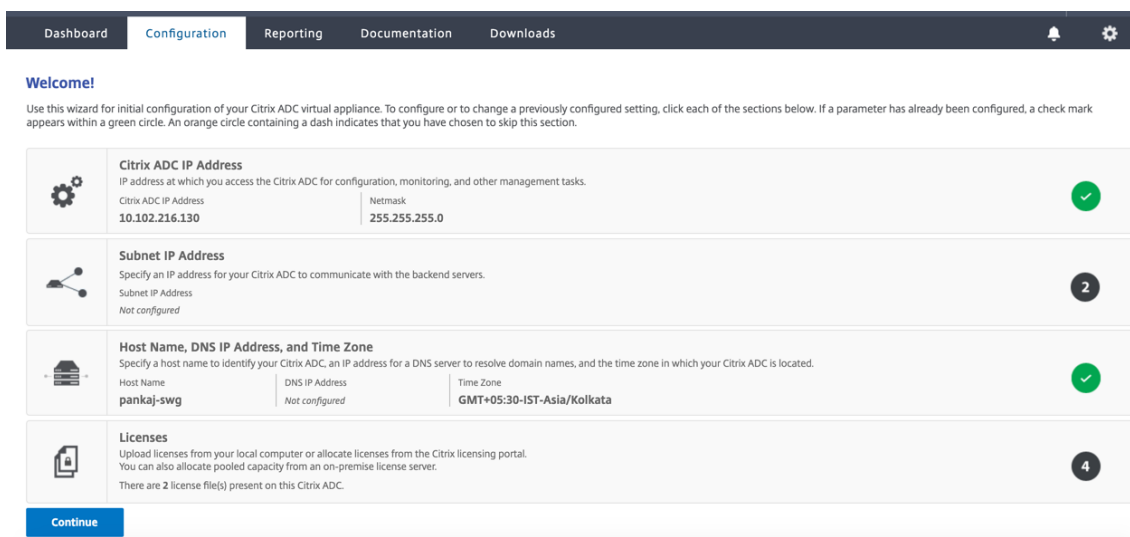 Dashboard Configuration Reporting Documentation Downloads
Welcome!
Use this wizard for initial configuration of your Citrix ADC virtual appliance. To configure or to change a previously configured setting, click each of the sections below. If a parameter has already been configured, a check mark
appears within a green circle. An orange circle containing a dash indicates that you have chosen to skip this section.
Citrix ADC IP Address
IP address at which you access the Citrix ADC for configuration, monitoring, and other management tasks.
Citrix ADC IP Address Netmask
10.102.216.130 255.255.255.0
Subnet IP Address
Specify an IP address for your Citrix ADC to communicate with the backend servers.
Subnet IP Address
2
Not configured
Host Name, DNS IP Address, and Time Zone
Specify a host name to identify your Citrix ADC, an IP address for a DNS server to resolve domain names, and the time zone in which your Citrix ADC is located.
Host Name DNS IP Address Time Zone
pankaj-swg Not configured GMT+05:30-IST-Asia/Kolkata
Licenses
Upload licenses from your local computer or allocate licenses from the Citrix licensing portal.
You can also allocate pooled capacity from an on-premise license server.
4
There are 2 license file(s) present on this Citrix ADC.
Continue